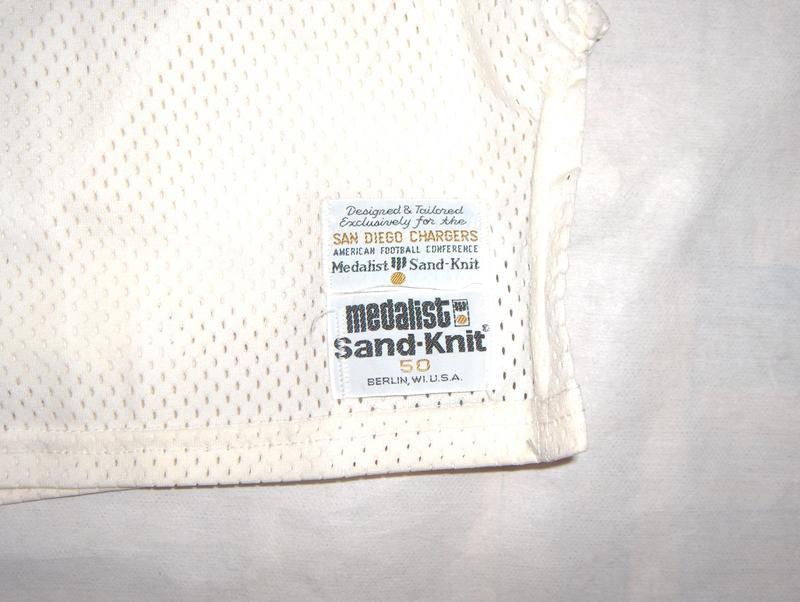 Designed & Tailored
Exclusively for the
SAN DIEGO CHARGERS
AMERICAN FOOTBALL CONFERENCE
Medalist Sand-Knit
medalist
Sand-Knit®
50
BERLIN, WI. U.S.A.